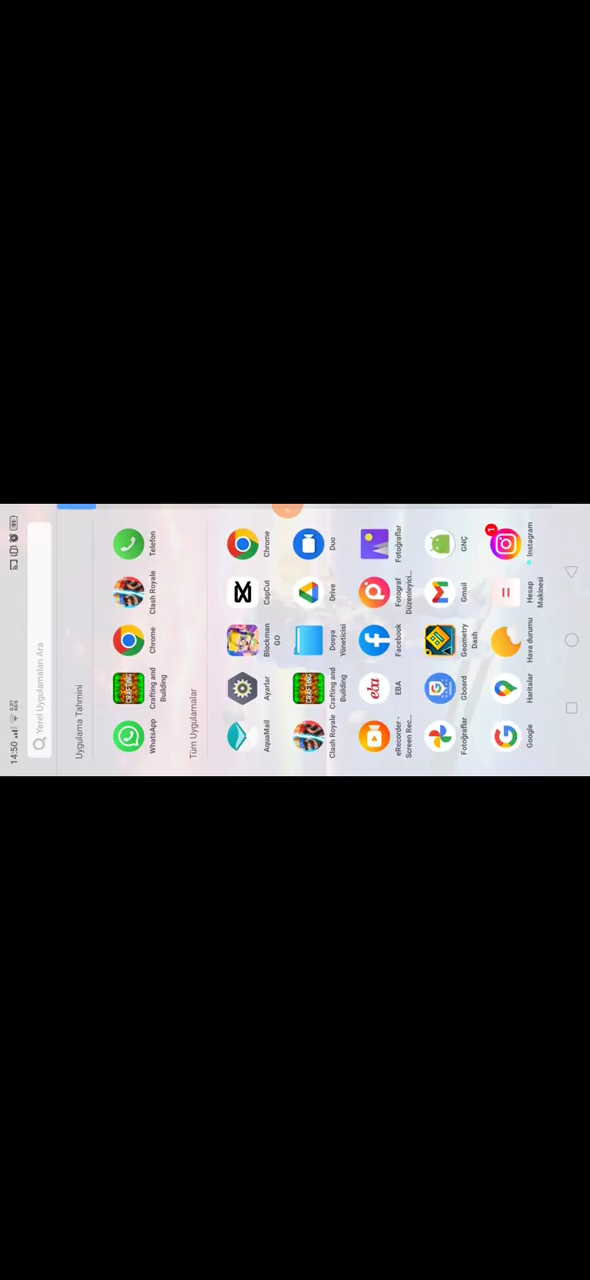 14:50
Yerel Uygulamaları Ara
Uygulama Tahmini
WhatsApp
Crafting and
Building
Chrome
Clash Royale
Telefon
Tüm Uygulamalar
AquaMail
Ayarlar
Blockman
GO
CapCut
Chrome
Clash Royale
Crafting and
Building
Dosya
Yöneticisi
Drive
Duo
eRecorder -
Screen Rec...
EBA
Facebook
Fotoğraf
Düzenleyici...
Fotoğraflar
Fotoğraflar
Gboard
Geometry
Dash
Gmail
GNÇ
Google
Haritalar
Hava durumu
Hesap
Makinesi
Instagram